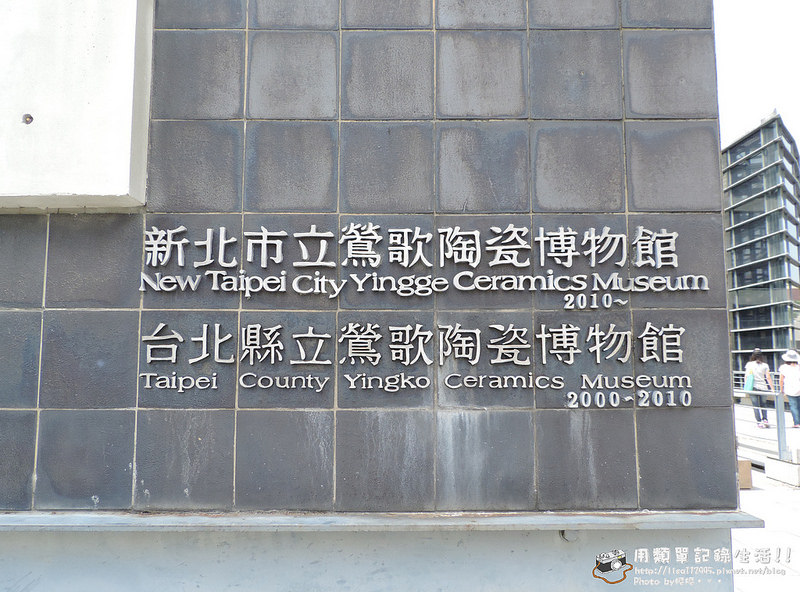 新北市立鶯歌陶瓷博物館
New Taipei City Yingge Ceramics Museum
2010~
台北縣立鶯歌陶瓷博物館
Taipei County Yingko Ceramics Museum
2000~2010
用類單記錄生活!!